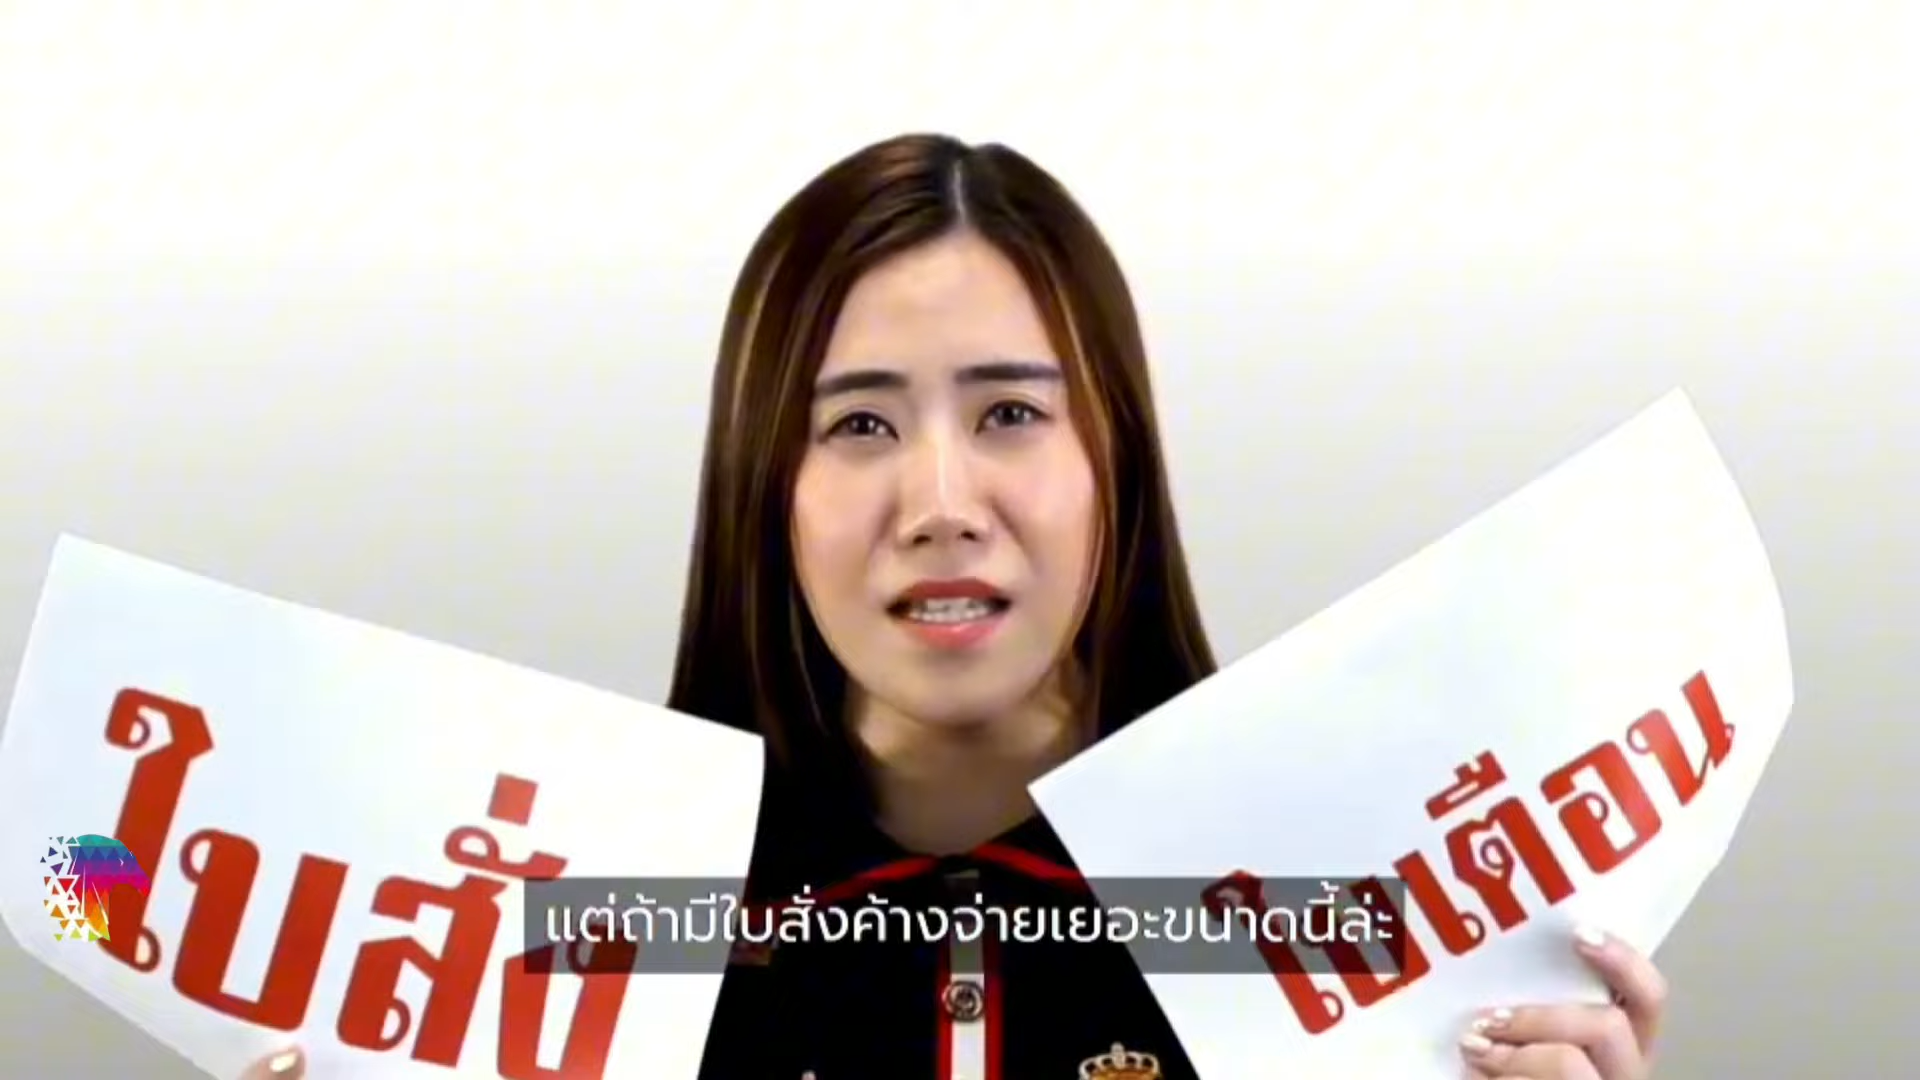 ใบสั่ง
ใบเตือน
แต่ถ้ามีใบสั่งค้างจ่ายเยอะขนาดนี้ล่ะ